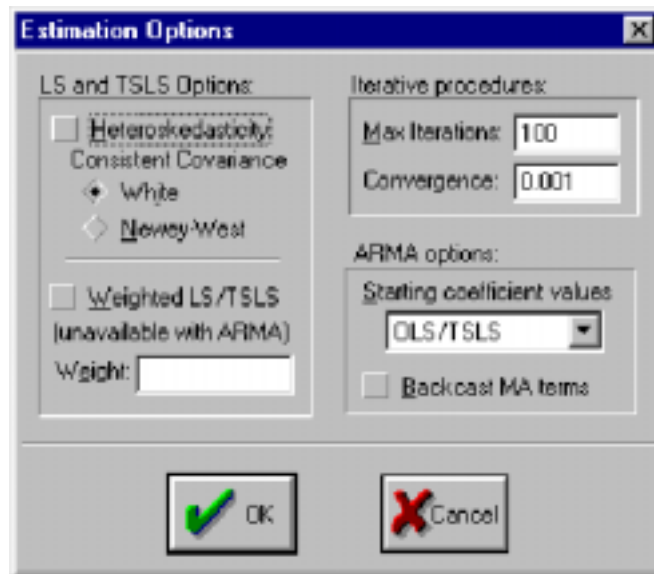 Estimation Options
LS and TSLS Options:
Heteroskedasticity:
Consistent Covariance
White
Newey-West
Weighted LS/TSLS
(unavailable with ARMA)
Weight:
Iterative procedures:
Max Iterations: 100
Convergence: 0.001
ARMA options:
Starting coefficient values
OLS/TSLS
Backcast MA terms
OK
Cancel